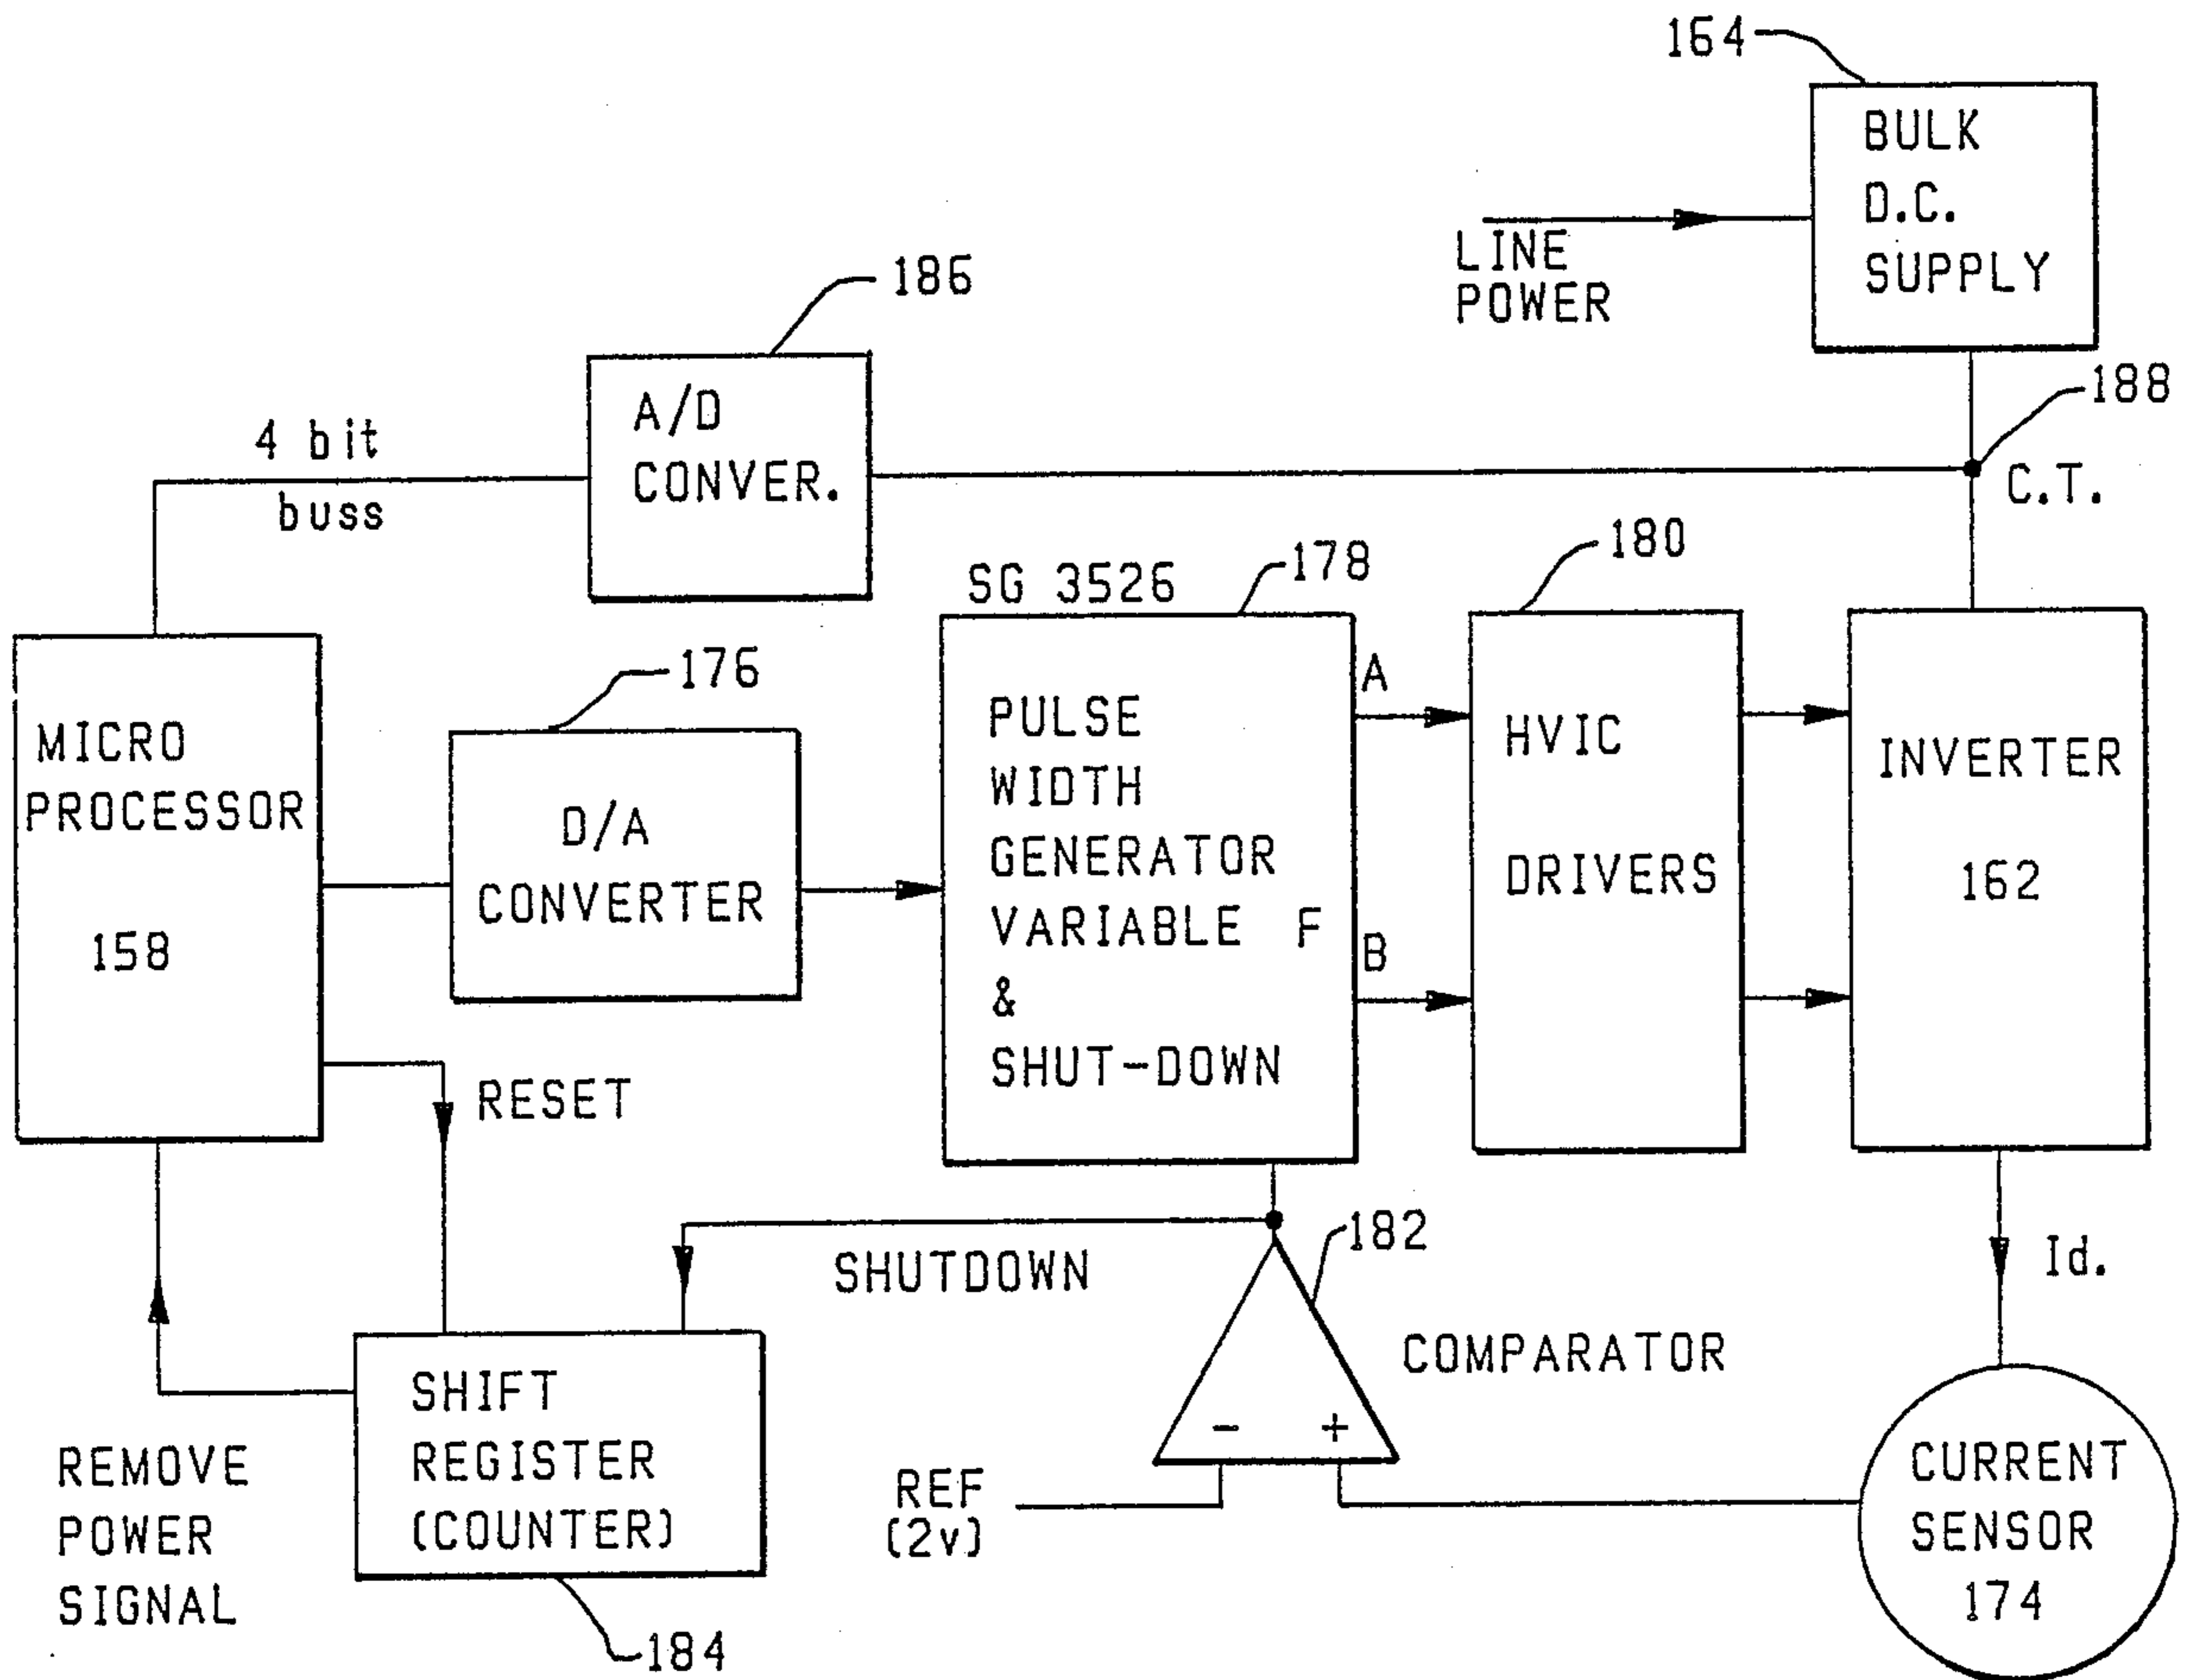 164
BULK
D.C.
SUPPLY
LINE
POWER
186
A/D
CONVER.
188
C.T.
4 bit
buss
180
SG 3526
178
176
MICRO
PROCESSOR
158
D/A
CONVERTER
PULSE
WIDTH
GENERATOR
VARIABLE F
&
SHUT-DOWN
A
B
HVIC
DRIVERS
INVERTER
162
RESET
SHUTDOWN
182
Id.
COMPARATOR
- +
REF
(2v)
SHIFT
REGISTER
(COUNTER)
184
REMOVE
POWER
SIGNAL
CURRENT
SENSOR
174